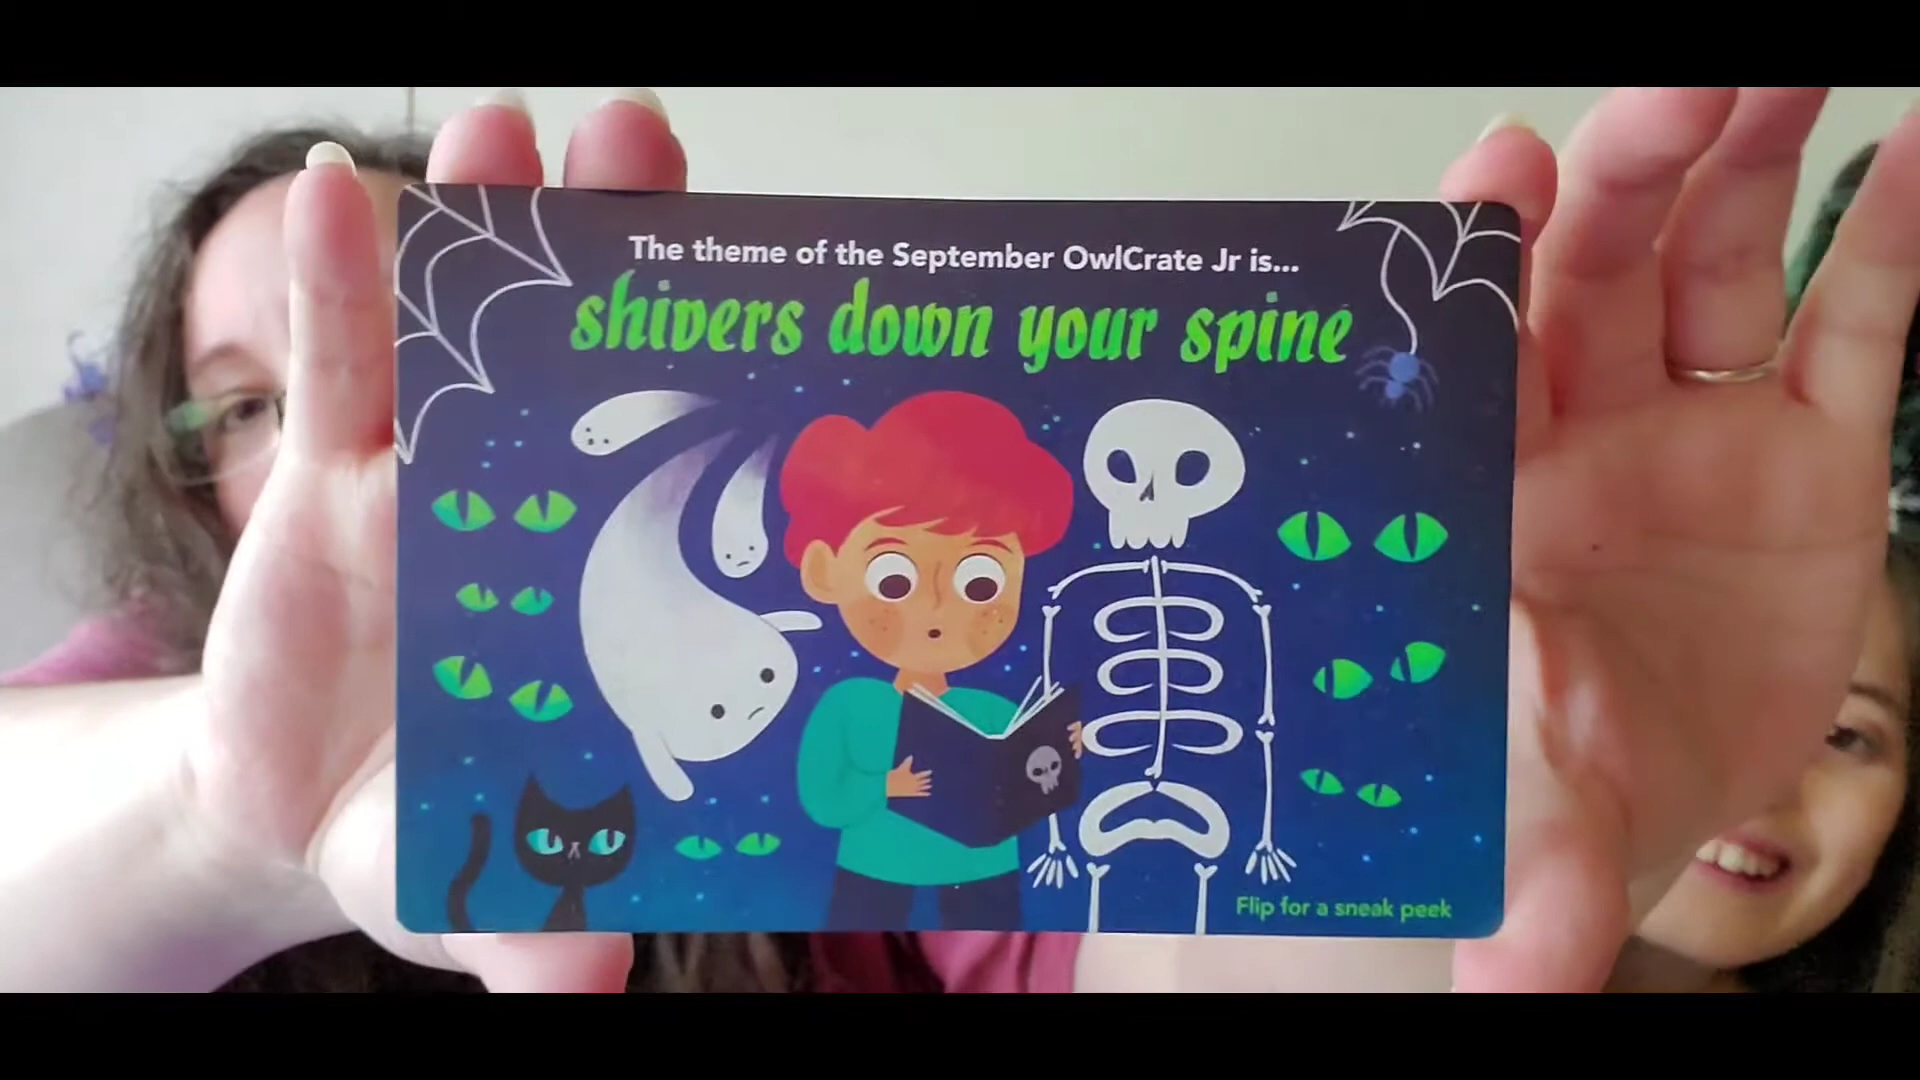 The theme of the September OwlCrate Jr is...
shivers down your spine
Flip for a sneak peek